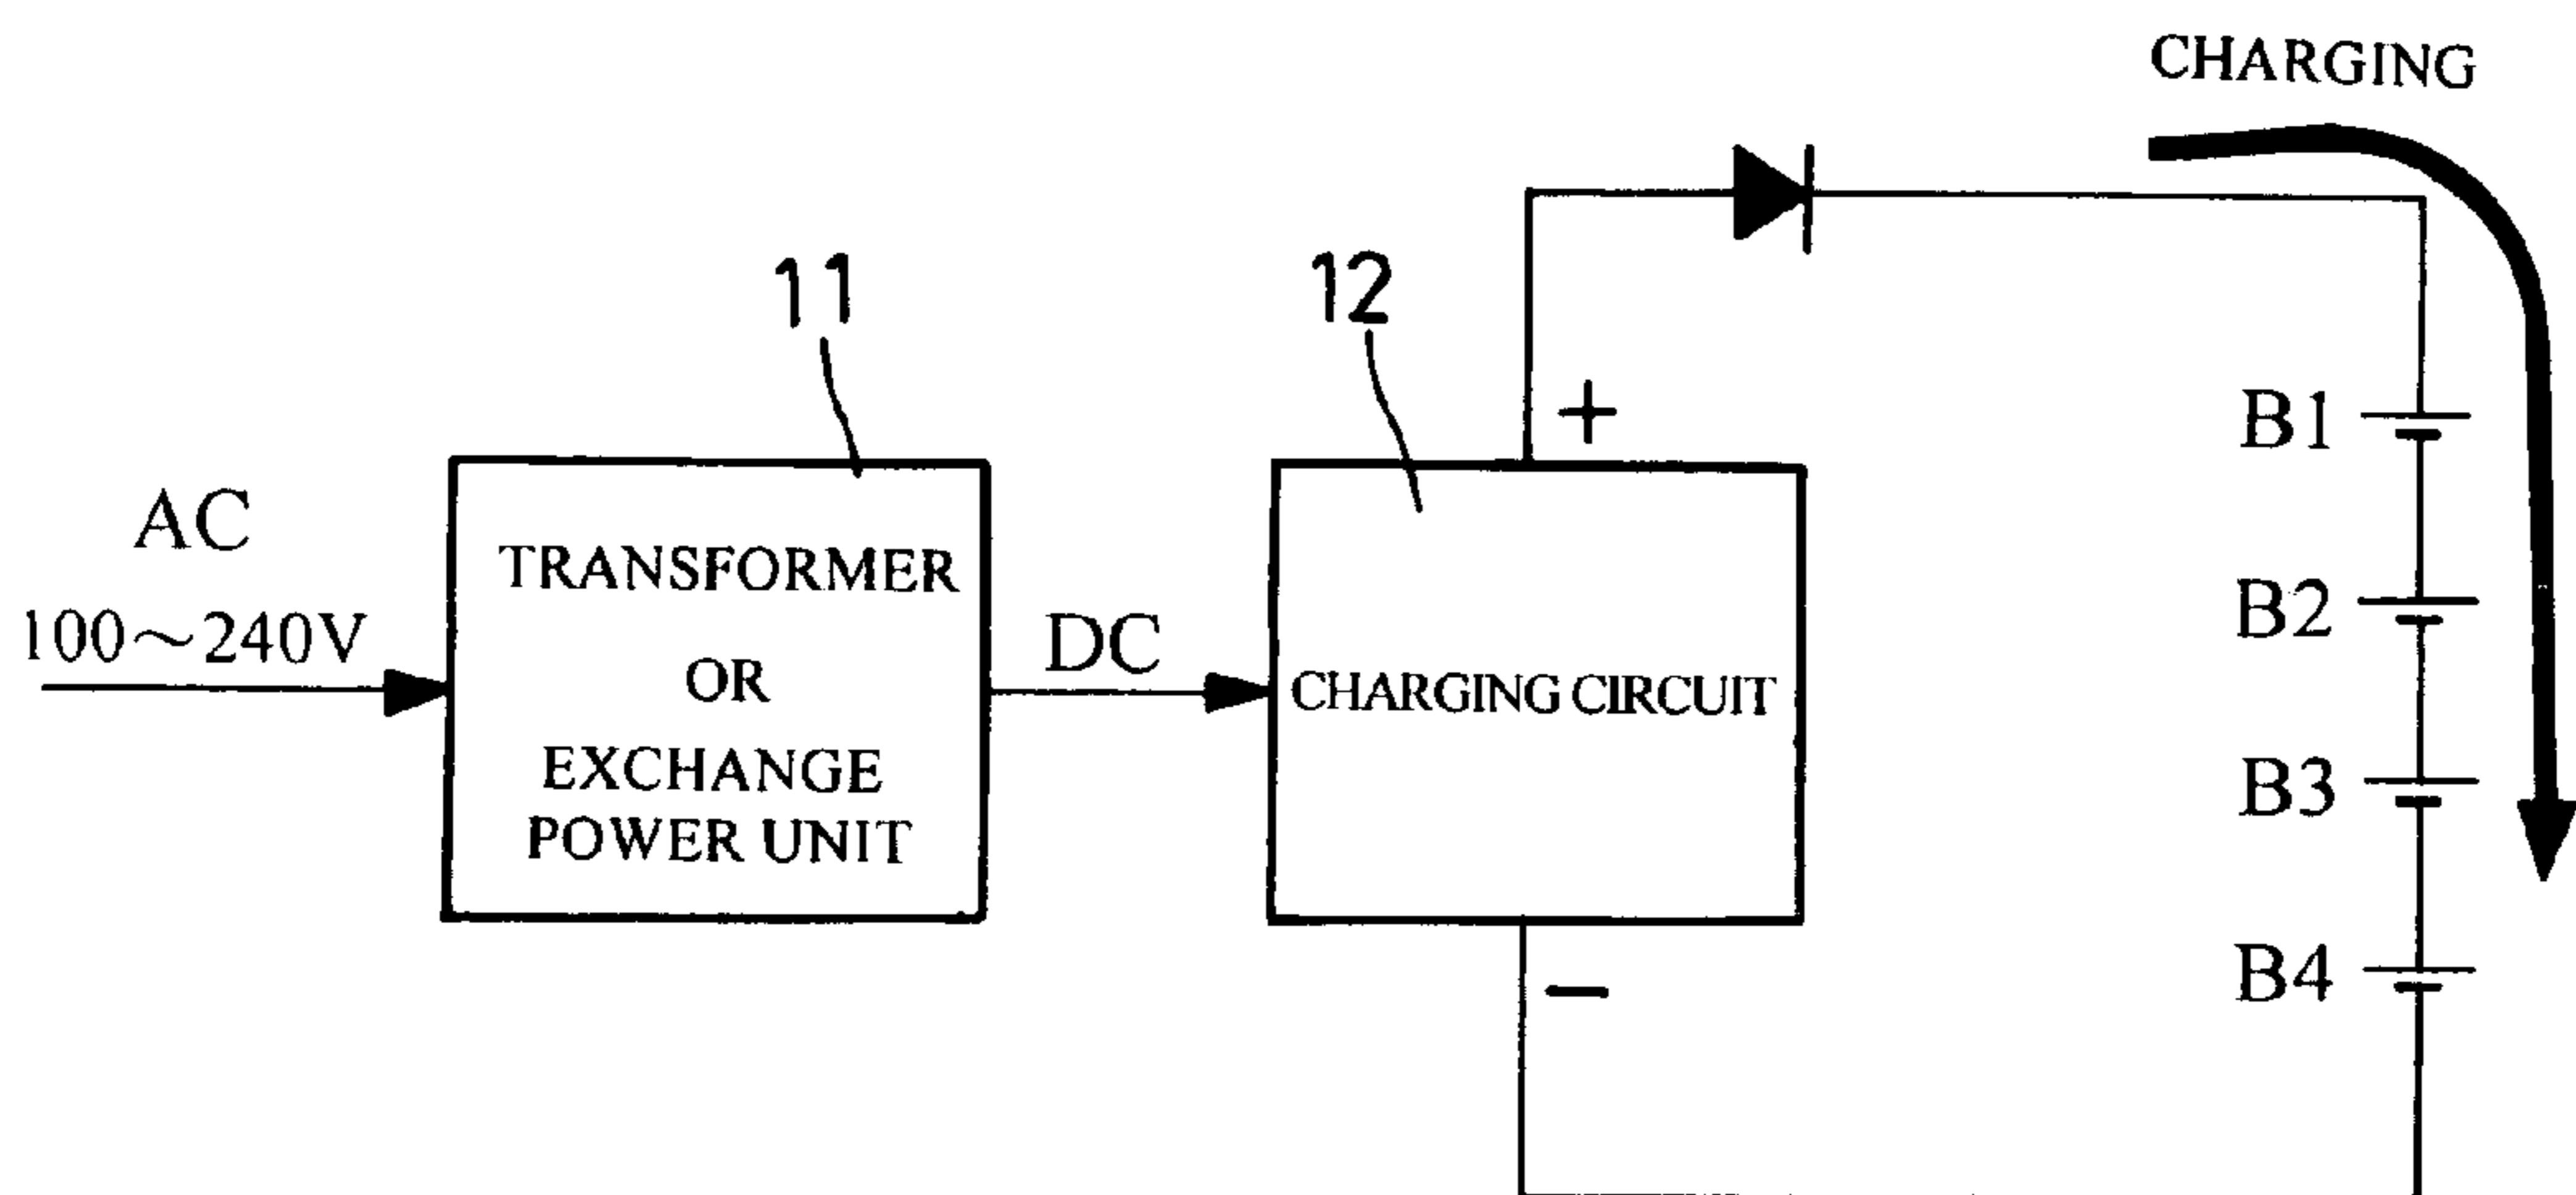 CHARGING
11
12
+
B1
AC
TRANSFORMER
B2
100~240V
DC
OR
CHARGING CIRCUIT
EXCHANGE
B3
POWER UNIT
B4
−